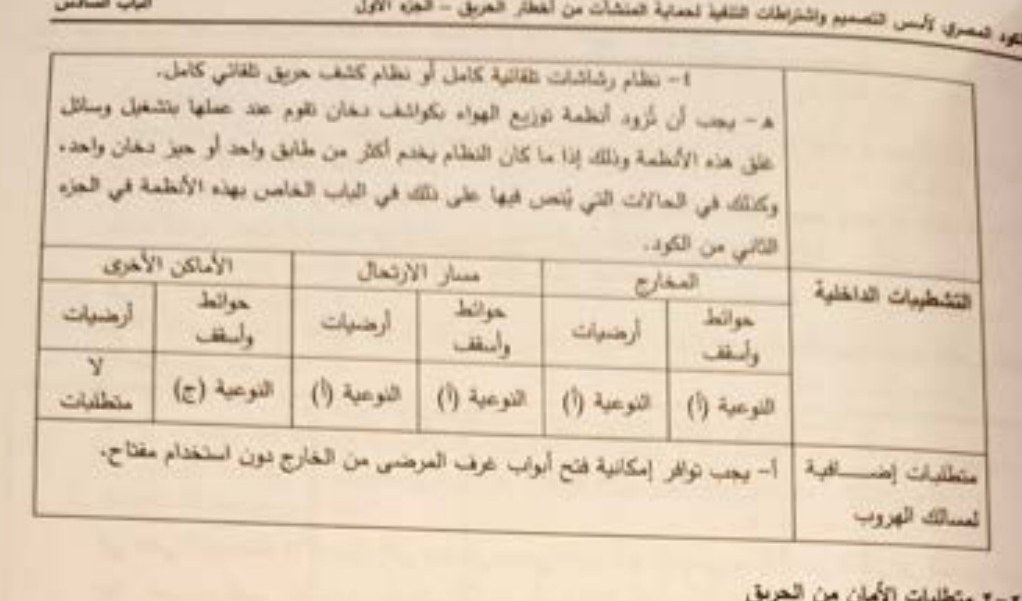 الكود المصري لأسس التصميم واشتراطات التنفيذ لحماية المنشآت من أخطار الحريق – الجزء الأول
الباب السادس
٤– نظام رشاشات تلقائية كامل أو نظام كشف حريق تلقائي كامل.
هـ– يجب أن تُزود أنظمة توزيع الهواء بكواشف دخان تقوم عند عملها بتشغيل وسائل
غلق هذه الأنظمة وذلك إذا ما كان النظام يخدم أكثر من طابق واحد أو حيز دخان واحد،
وكذلك في الحالات التي يُنص فيها على ذلك في الباب الخاص بهذه الأنظمة في الجزء
الثاني من الكود.
التشطيبات الداخلية
المخارج
مسار الارتحال
الأماكن الأخرى
حوائط وأسقف
أرضيات
حوائط وأسقف
أرضيات
حوائط وأسقف
أرضيات
النوعية (أ)
النوعية (أ)
النوعية (أ)
النوعية (أ)
النوعية (ج)
لا متطلبات
متطلبات إضـــافية
لمسالك الهروب
أ– يجب توافر إمكانية فتح أبواب غرف المرضى من الخارج دون استخدام مفتاح.
متطلبات الأمان من الحريق